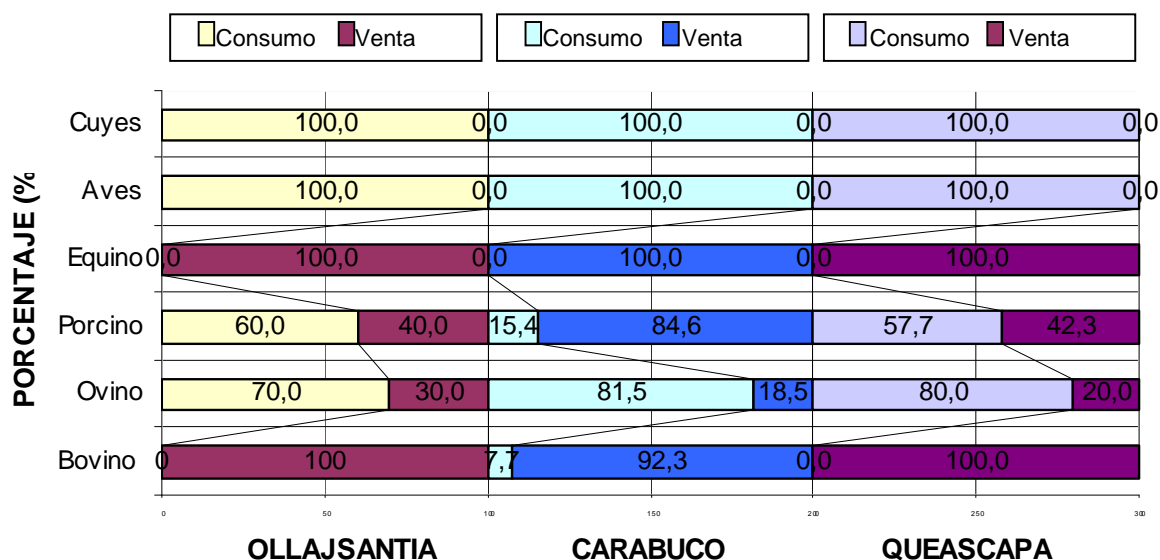 Consumo Venta Consumo Venta Consumo Venta
PORCENTAJE (%
Cuyes 100,0 0,0 100,0 0,0 100,0 0,0
Aves 100,0 0,0 100,0 0,0 100,0 0,0
Equino 0,0 100,0 0,0 100,0 0,0 100,0
Porcino 60,0 40,0 15,4 84,6 57,7 42,3
Ovino 70,0 30,0 81,5 18,5 80,0 20,0
Bovino 0 100 7,7 92,3 0,0 100,0
0 50 100 150 200 250 300
OLLAJSANTIA CARABUCO QUEASCAPA